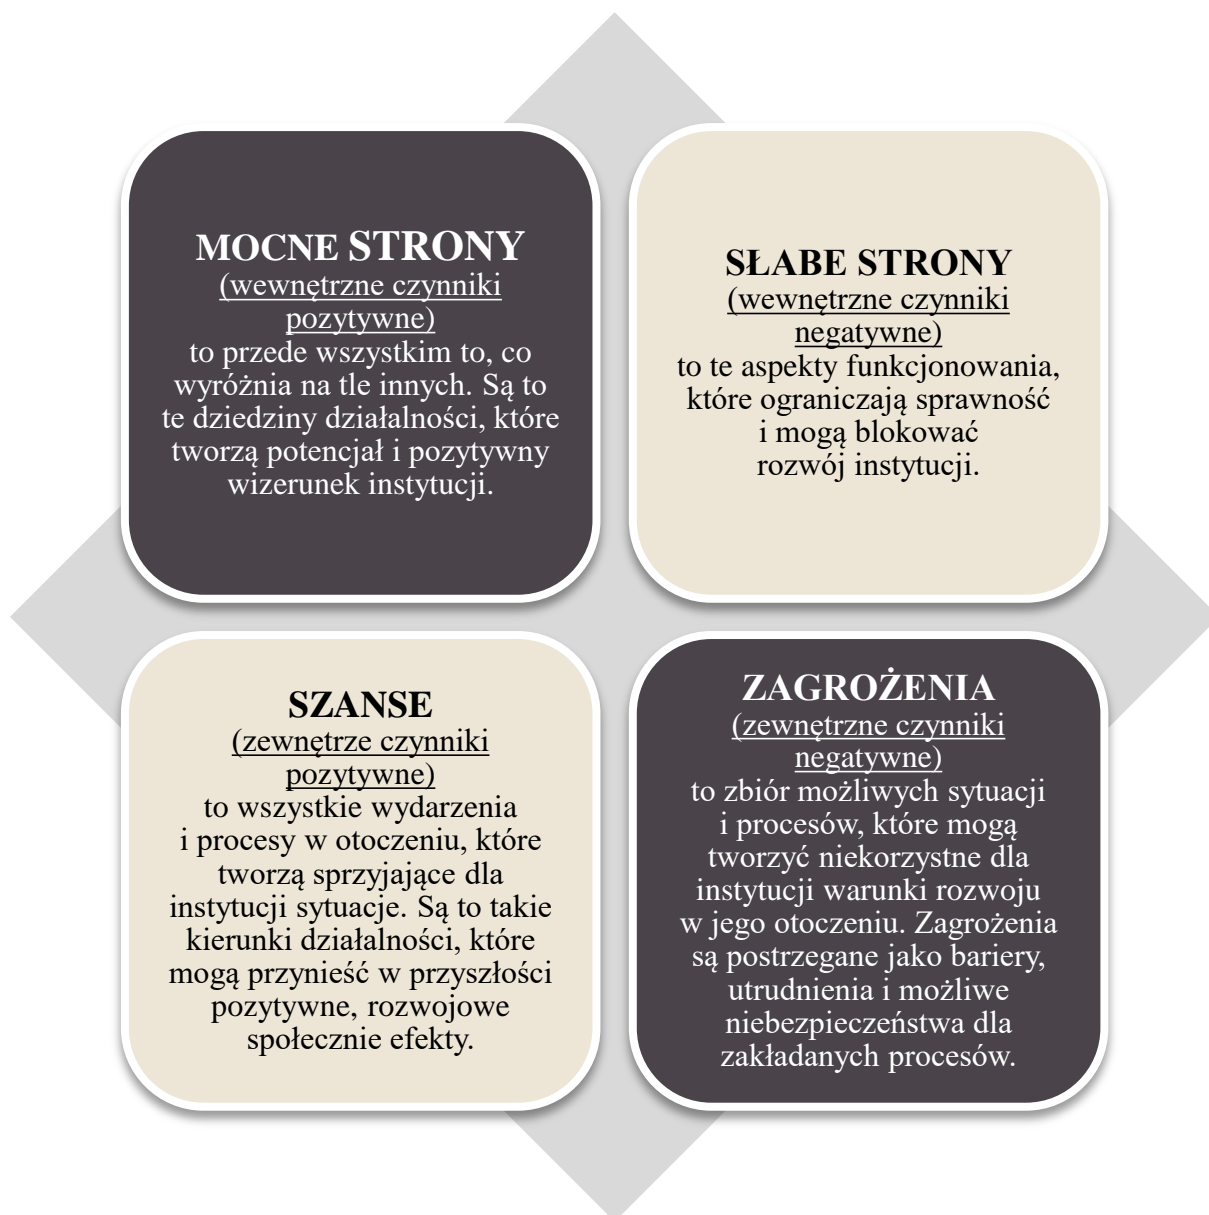 MOCNE STRONY
(wewnętrzne czynniki
pozytywne)
to przede wszystkim to, co
wyróżnia na tle innych. Są to
te dziedziny działalności, które
tworzą potencjał i pozytywny
wizerunek instytucji.
SŁABE STRONY
(wewnętrzne czynniki
negatywne)
to te aspekty funkcjonowania,
które ograniczają sprawność
i mogą blokować
rozwój instytucji.
SZANSE
(zewnętrze czynniki
pozytywne)
to wszystkie wydarzenia
i procesy w otoczeniu, które
tworzą sprzyjające dla
instytucji sytuacje. Są to takie
kierunki działalności, które
mogą przynieść w przyszłości
pozytywne, rozwojowe
społecznie efekty.
ZAGROŻENIA
(zewnętrzne czynniki
negatywne)
to zbiór możliwych sytuacji
i procesów, które mogą
tworzyć niekorzystne dla
instytucji warunki rozwoju
w jego otoczeniu. Zagrożenia
są postrzegane jako bariery,
utrudnienia i możliwe
niebezpieczeństwa dla
zakładanych procesów.